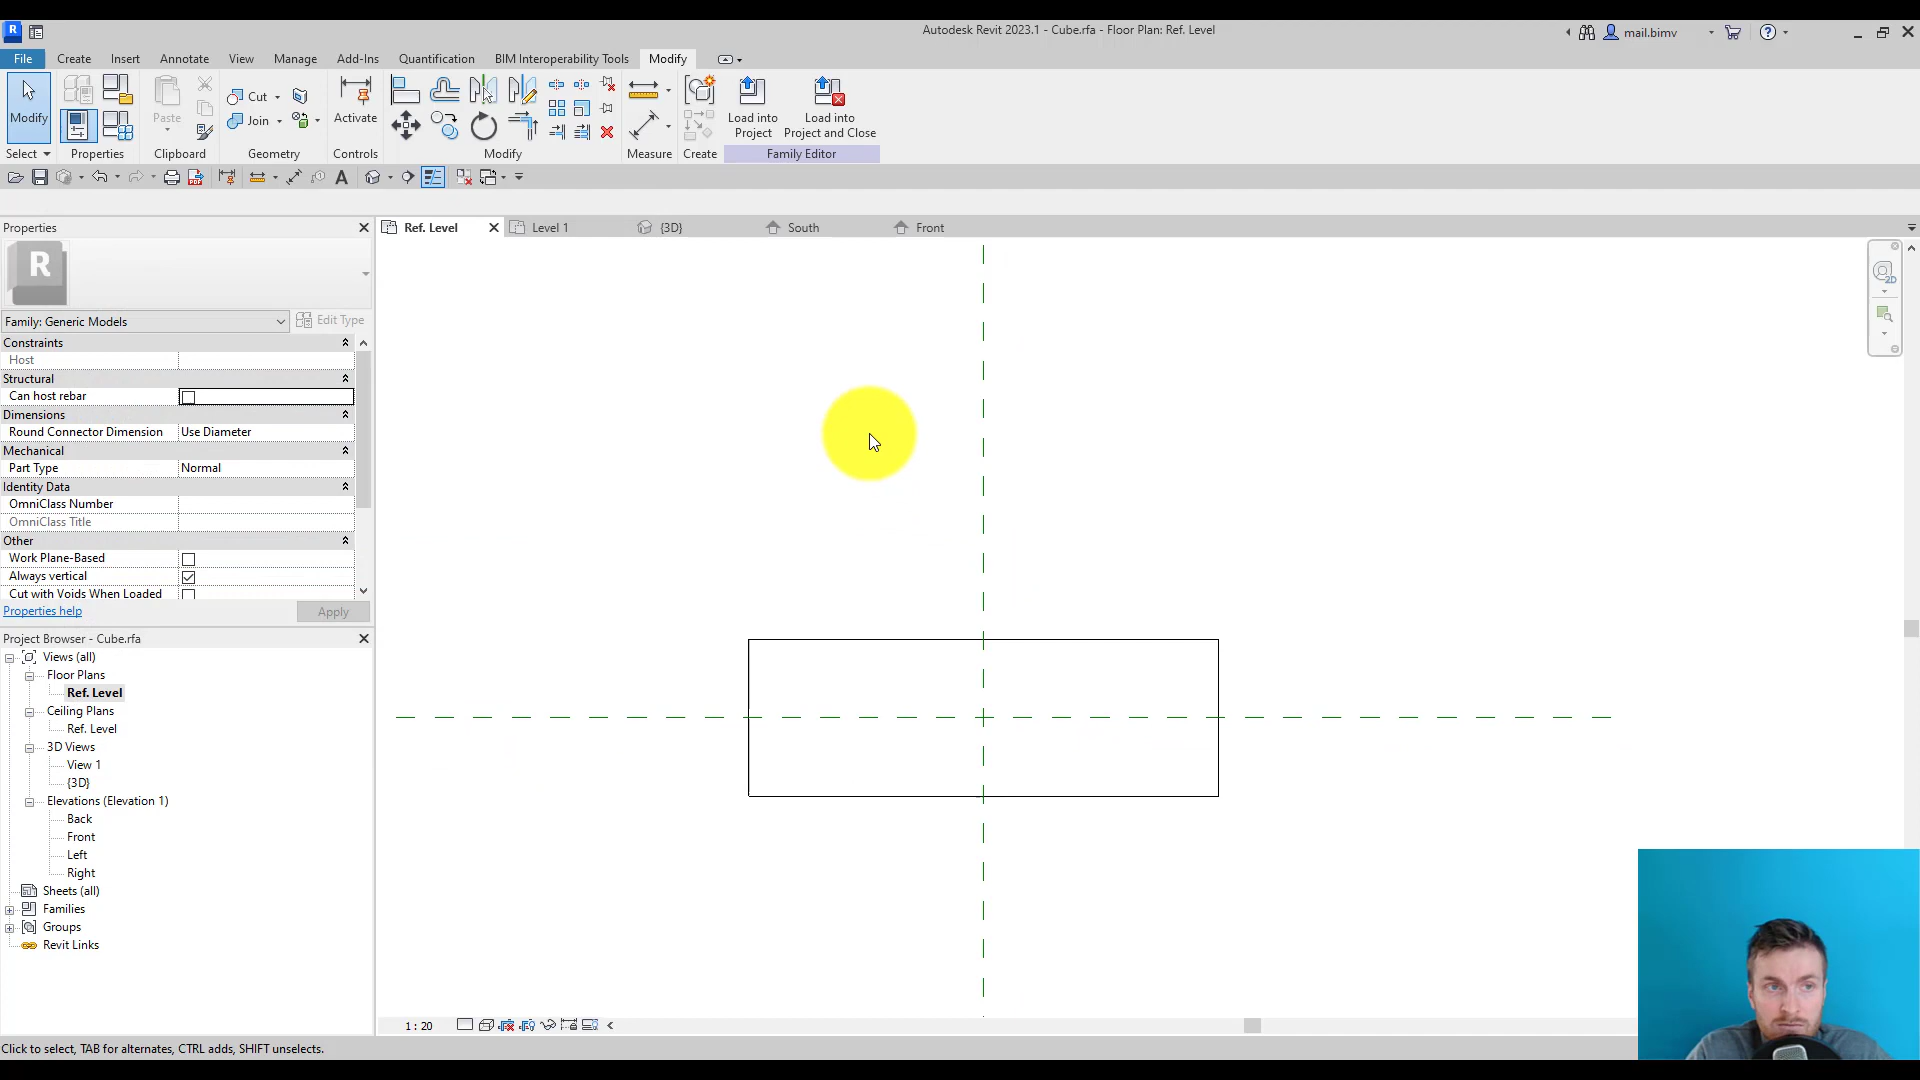 Autodesk Revit 2023.1 - Cube.rfa - Floor Plan: Ref. Level
mail.bimv
File Create Insert Annotate View Manage Add-Ins Quantification BIM Interoperability Tools Modify
Modify Paste Cut Join Activate Load into Project Load into Project and Close
Select Properties Clipboard Geometry Controls Modify Measure Create Family Editor
Properties
Ref. Level Level 1 {3D} South Front
R
Family: Generic Models Edit Type
Constraints
Host
Structural
Can host rebar
Dimensions
Round Connector Dimension Use Diameter
Mechanical
Part Type Normal
Identity Data
OmniClass Number
OmniClass Title
Other
Work Plane-Based
Always vertical
Cut with Voids When Loaded
Properties help Apply
Project Browser - Cube.rfa
Views (all)
Floor Plans
Ref. Level
Ceiling Plans
Ref. Level
3D Views
View 1
{3D}
Elevations (Elevation 1)
Back
Front
Left
Right
Sheets (all)
Families
Groups
Revit Links
1 : 20
Click to select, TAB for alternates, CTRL adds, SHIFT unselects.